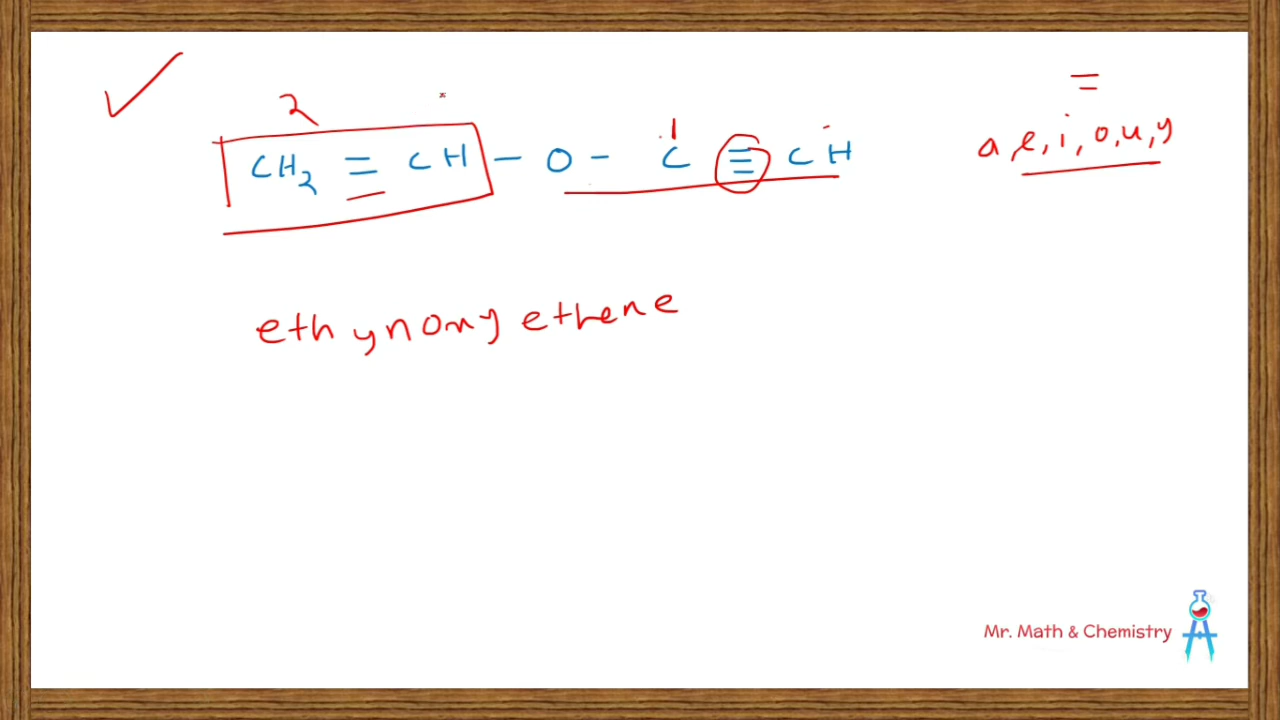 =
2
1
a, e, i, o, u, y
CH2 = CH - O - C ≡ CH
ethynoxy ethene
Mr. Math & Chemistry